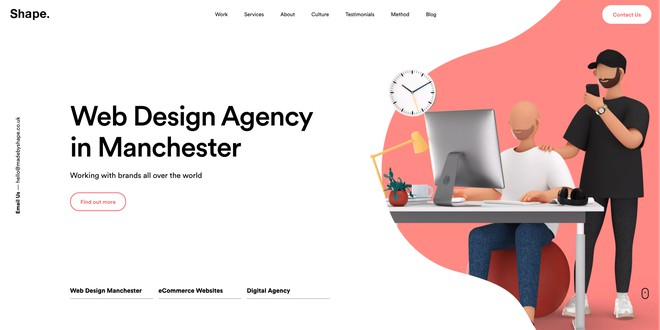 Shape.
Work Services About Culture Testimonials Method Blog
Contact Us
Web Design Agency
in Manchester
Working with brands all over the world
Find out more
Email Us — hello@madebyshape.co.uk
Web Design Manchester eCommerce Websites Digital Agency